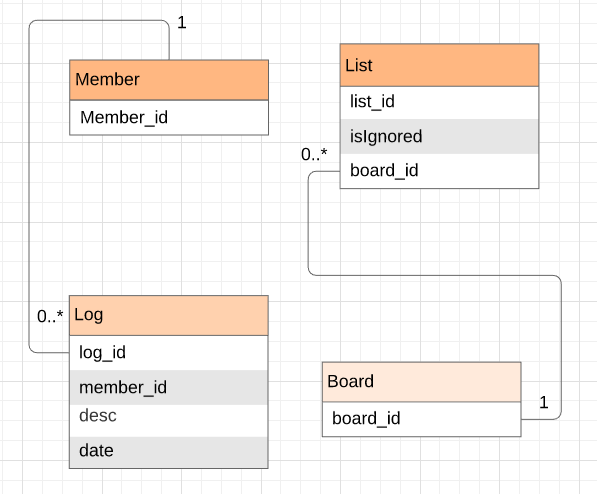 1
Member
Member_id
List
list_id
isIgnored
0..*
board_id
0..*
Log
log_id
member_id
desc
date
Board
board_id
1